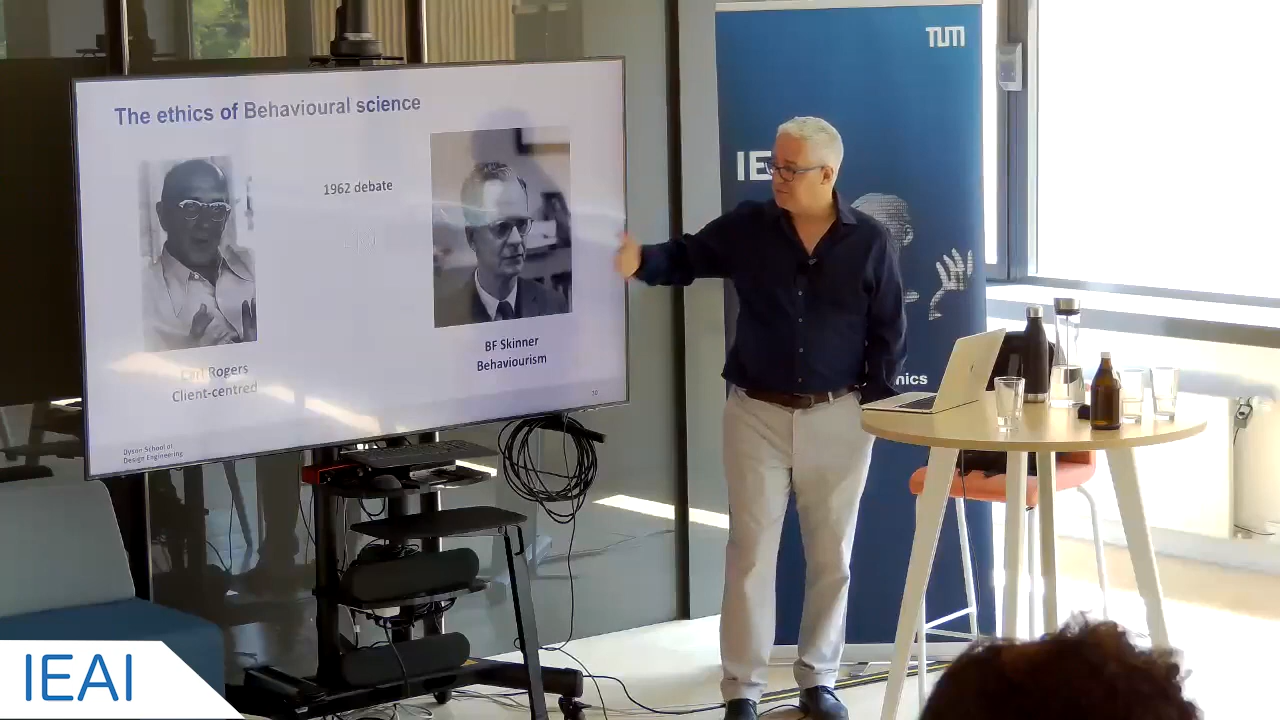 The ethics of Behavioural science
1962 debate
Carl Rogers
Client-centred
BF Skinner
Behaviourism
Dyson School of
Design Engineering
TUM
IEAI